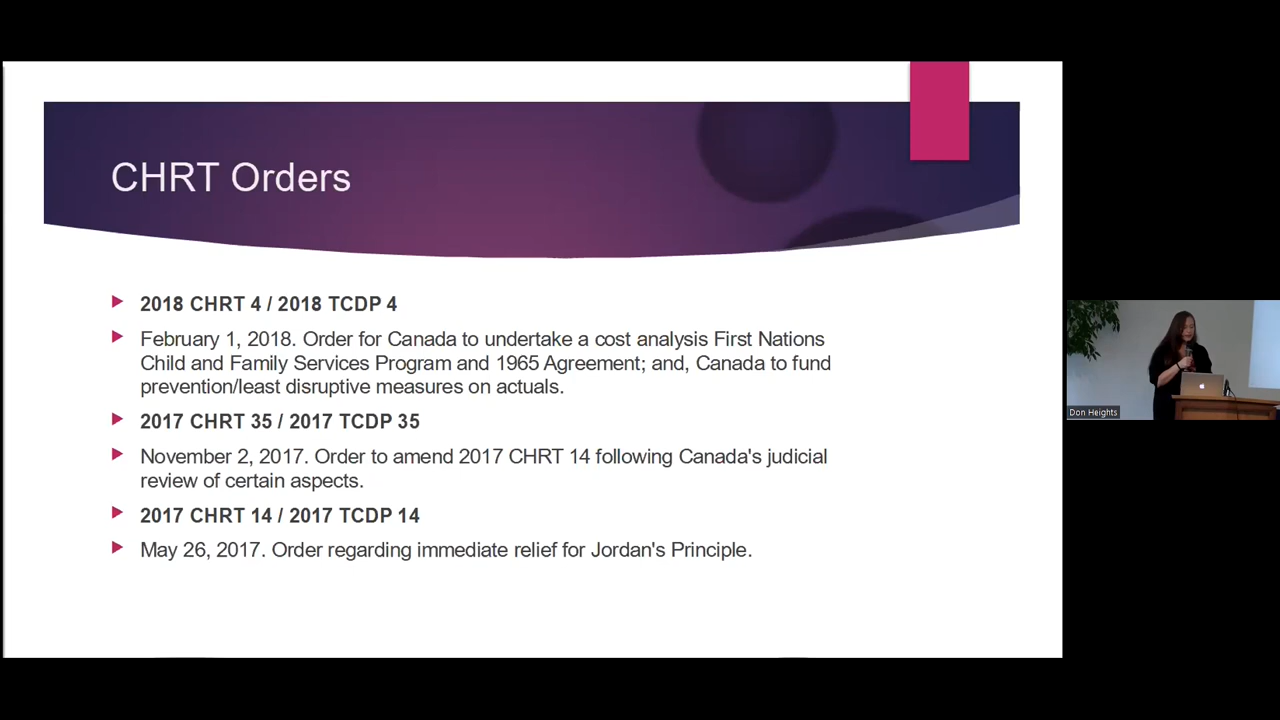 CHRT Orders
2018 CHRT 4 / 2018 TCDP 4
February 1, 2018. Order for Canada to undertake a cost analysis First Nations
Child and Family Services Program and 1965 Agreement; and, Canada to fund
prevention/least disruptive measures on actuals.
2017 CHRT 35 / 2017 TCDP 35
November 2, 2017. Order to amend 2017 CHRT 14 following Canada's judicial
review of certain aspects.
2017 CHRT 14 / 2017 TCDP 14
May 26, 2017. Order regarding immediate relief for Jordan's Principle.
Don Heights